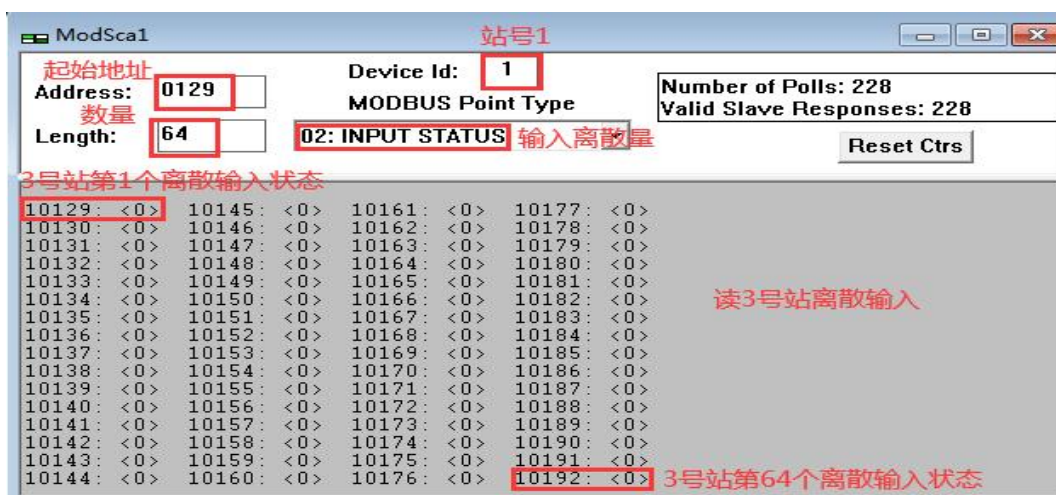 ModSca1
站号1
起始地址
Address: 0129
Device Id: 1
MODBUS Point Type
数量
Length: 64
02: INPUT STATUS 输入离散量
Number of Polls: 228
Valid Slave Responses: 228
Reset Ctrs
3号站第1个离散输入状态
10129: <0> 10145: <0> 10161: <0> 10177: <0>
10130: <0> 10146: <0> 10162: <0> 10178: <0>
10131: <0> 10147: <0> 10163: <0> 10179: <0>
10132: <0> 10148: <0> 10164: <0> 10180: <0>
10133: <0> 10149: <0> 10165: <0> 10181: <0>
10134: <0> 10150: <0> 10166: <0> 10182: <0>
10135: <0> 10151: <0> 10167: <0> 10183: <0>
10136: <0> 10152: <0> 10168: <0> 10184: <0>
10137: <0> 10153: <0> 10169: <0> 10185: <0>
10138: <0> 10154: <0> 10170: <0> 10186: <0>
10139: <0> 10155: <0> 10171: <0> 10187: <0>
10140: <0> 10156: <0> 10172: <0> 10188: <0>
10141: <0> 10157: <0> 10173: <0> 10189: <0>
10142: <0> 10158: <0> 10174: <0> 10190: <0>
10143: <0> 10159: <0> 10175: <0> 10191: <0>
10144: <0> 10160: <0> 10176: <0> 10192: <0>
读3号站离散输入
3号站第64个离散输入状态